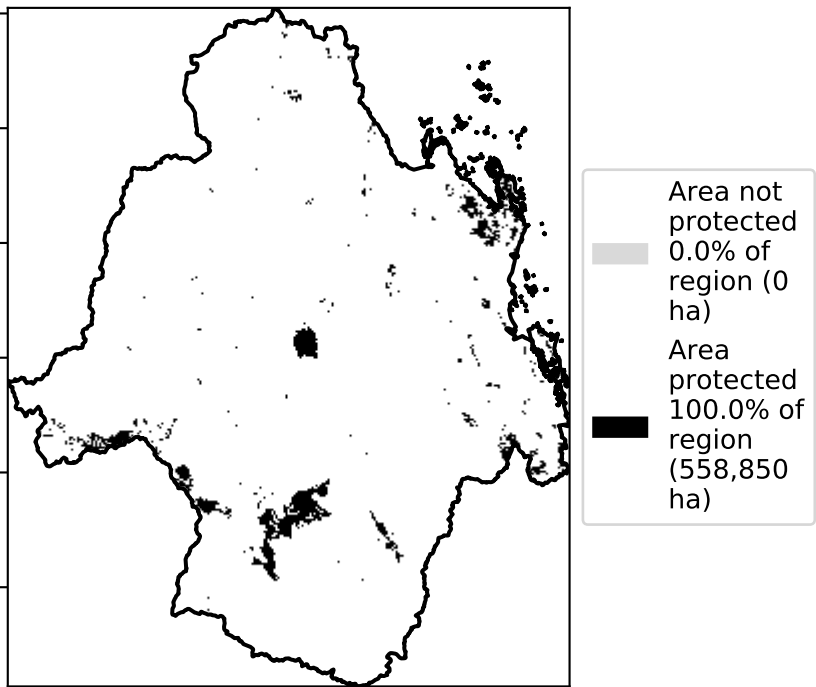 Area not
protected
0.0% of
region (0
ha)
Area
protected
100.0% of
region
(558,850
ha)